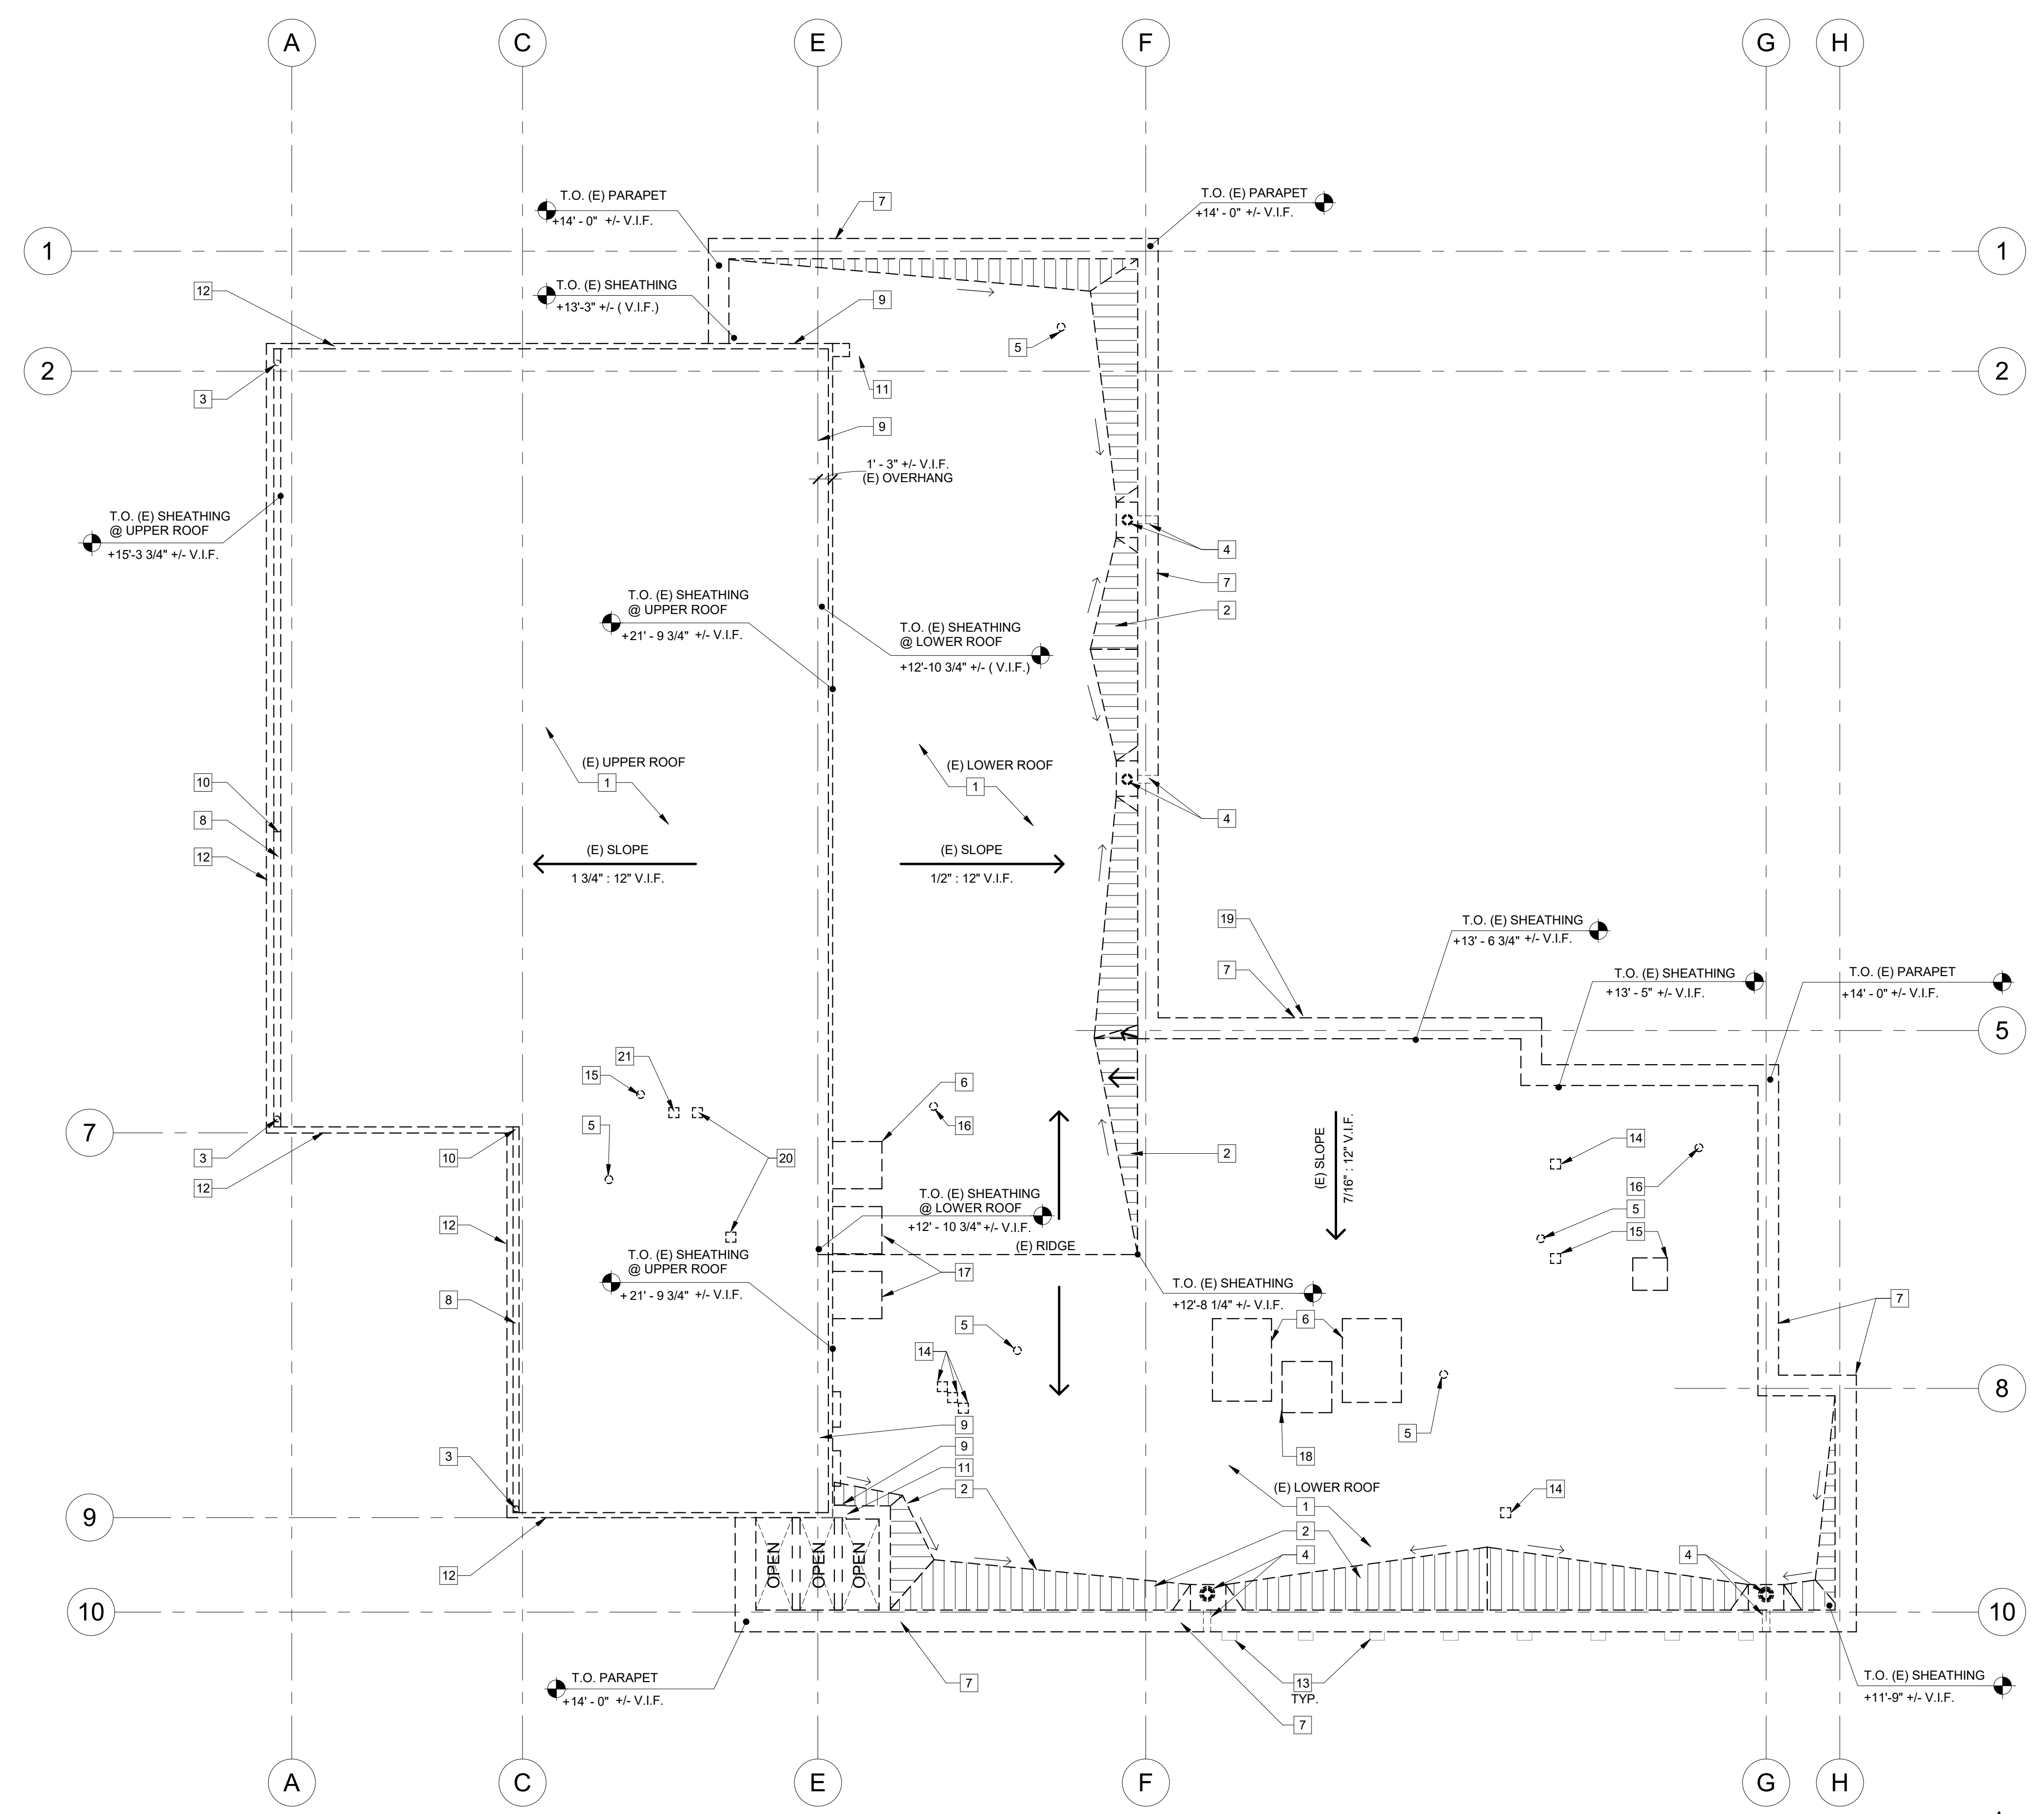 A
C
E
F
G
H
T.O. (E) PARAPET
+14' - 0" +/- V.I.F.
7
T.O. (E) PARAPET
+14' - 0" +/- V.I.F.
1
1
12
T.O. (E) SHEATHING
+13'-3" +/- ( V.I.F.)
9
5
2
2
3
11
9
1' - 3" +/- V.I.F.
(E) OVERHANG
T.O. (E) SHEATHING
@ UPPER ROOF
+15'-3 3/4" +/- V.I.F.
4
7
2
T.O. (E) SHEATHING
@ UPPER ROOF
+21' - 9 3/4" +/- V.I.F.
T.O. (E) SHEATHING
@ LOWER ROOF
+12'-10 3/4" +/- ( V.I.F.)
(E) UPPER ROOF
1
(E) LOWER ROOF
1
10
8
12
4
(E) SLOPE
1 3/4" : 12" V.I.F.
(E) SLOPE
1/2" : 12" V.I.F.
19
7
T.O. (E) SHEATHING
+13' - 6 3/4" +/- V.I.F.
T.O. (E) SHEATHING
+13' - 5" +/- V.I.F.
T.O. (E) PARAPET
+14' - 0" +/- V.I.F.
5
21
15
5
6
16
20
7
3
12
10
2
(E) SLOPE
7/16" : 12" V.I.F.
14
16
5
15
12
T.O. (E) SHEATHING
@ LOWER ROOF
+12' - 10 3/4" +/- V.I.F.
(E) RIDGE
T.O. (E) SHEATHING
@ UPPER ROOF
+ 21' - 9 3/4" +/- V.I.F.
17
T.O. (E) SHEATHING
+12'-8 1/4" +/- V.I.F.
8
5
14
6
7
8
18
5
3
9
9
11
2
(E) LOWER ROOF
1
2
4
14
4
9
12
OPEN
OPEN
OPEN
10
10
T.O. PARAPET
+14' - 0" +/- V.I.F.
7
13
TYP.
7
T.O. (E) SHEATHING
+11'-9" +/- V.I.F.
A
C
E
F
G
H